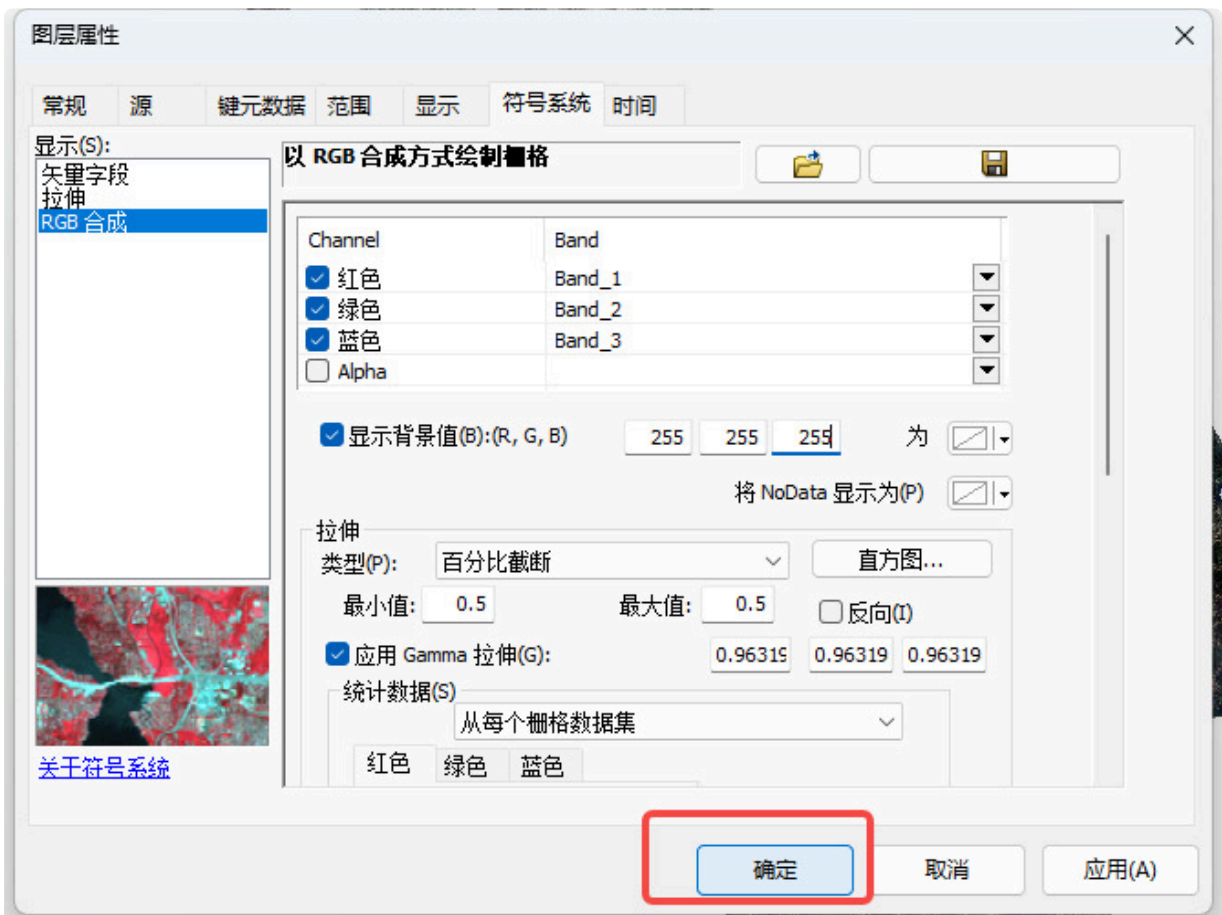 图层属性
常规 源 键元数据 范围 显示 符号系统 时间
显示(S):
矢量字段
拉伸
RGB 合成
关于符号系统
以 RGB 合成方式绘制栅格
Channel Band
红色 Band_1
绿色 Band_2
蓝色 Band_3
Alpha
显示背景值(B):(R, G, B) 255 255 255 为
将 NoData 显示为(P)
拉伸
类型(P): 百分比截断 直方图...
最小值: 0.5 最大值: 0.5 反向(I)
应用 Gamma 拉伸(G): 0.96319 0.96319 0.96319
统计数据(S)
从每个栅格数据集
红色 绿色 蓝色
确定 取消 应用(A)